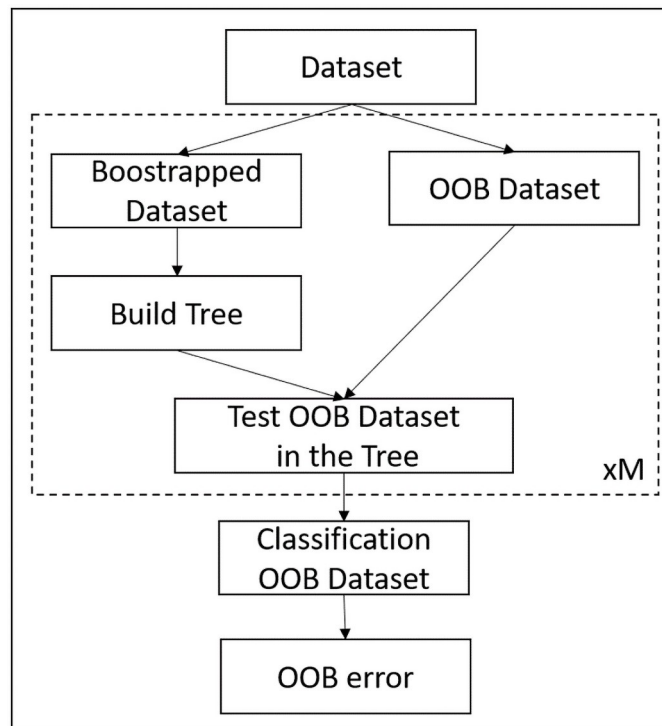 Dataset
Boostrapped
Dataset
OOB Dataset
Build Tree
Test OOB Dataset
in the Tree
xM
Classification
OOB Dataset
OOB error